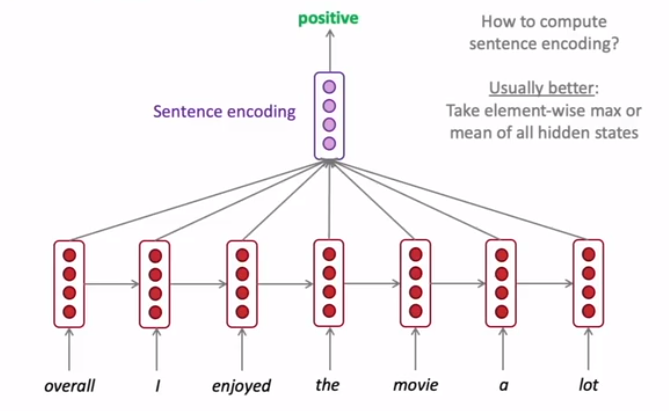 positive
How to compute
sentence encoding?
Usually better:
Take element-wise max or
mean of all hidden states
Sentence encoding
overall I enjoyed the movie a lot